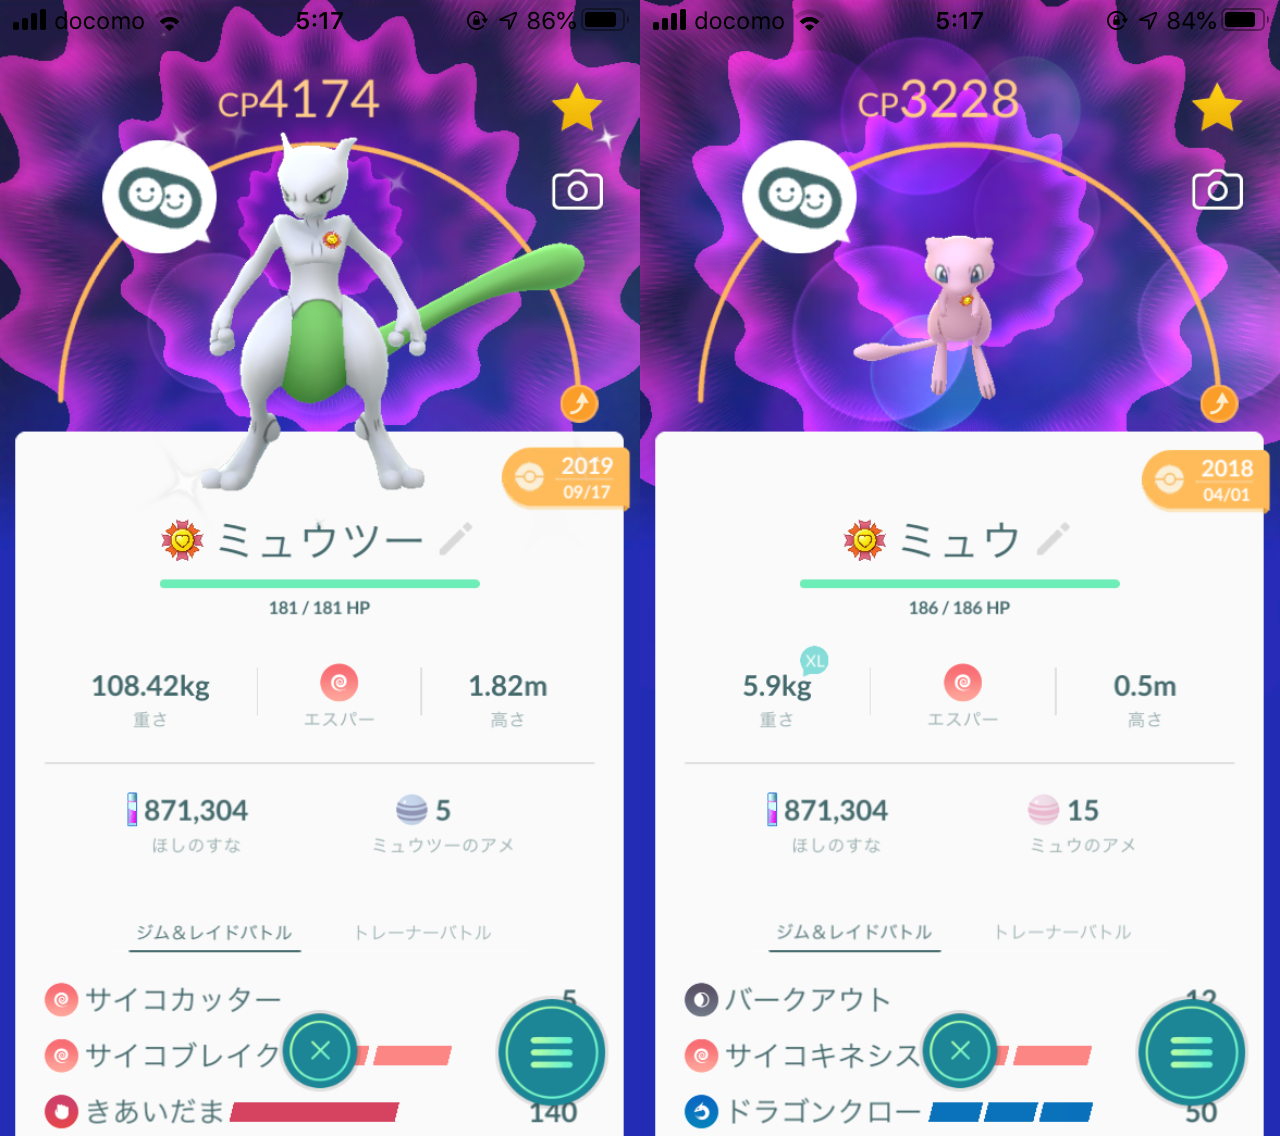 docomo 5:17 86%
CP4174
2019
09/17
ミュウツー
181 / 181 HP
108.42kg
重さ
エスパー
1.82m
高さ
871,304
ほしのすな
5
ミュウツーのアメ
ジム&レイドバトル
トレーナーバトル
サイコカッター 5
サイコブレイク
きあいだま 140
docomo 5:17 84%
CP3228
2018
04/01
ミュウ
186 / 186 HP
XL
5.9kg
重さ
エスパー
0.5m
高さ
871,304
ほしのすな
15
ミュウのアメ
ジム&レイドバトル
トレーナーバトル
バークアウト 12
サイコキネシス
ドラゴンクロー 50